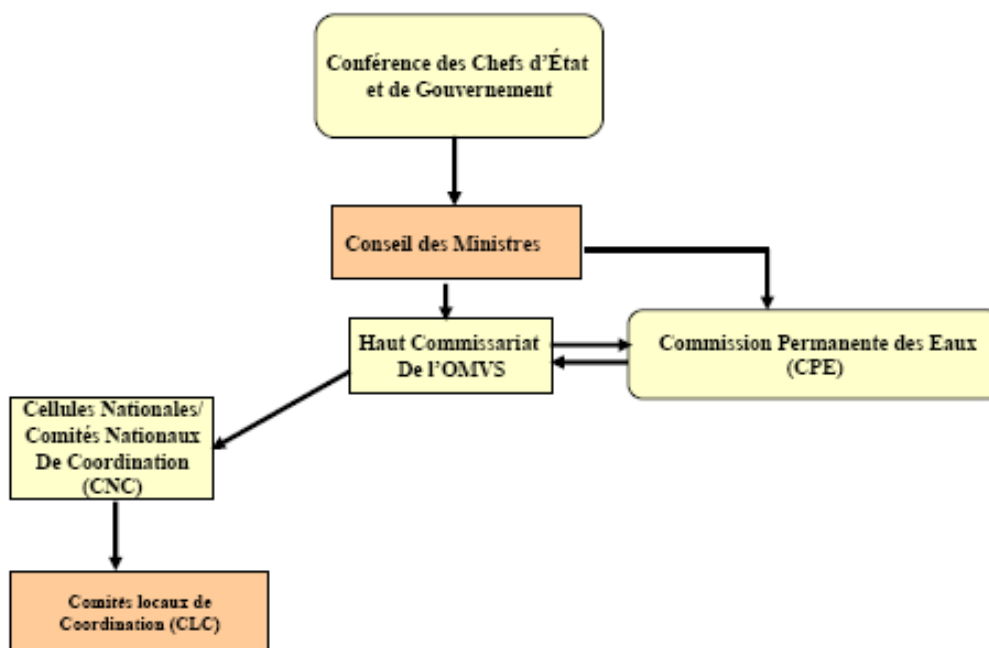 Conférence des Chefs d'État
et de Gouvernement
Conseil des Ministres
Haut Commissariat
De l'OMVS
Commission Permanente des Eaux
(CPE)
Cellules Nationales/
Comités Nationaux
De Coordination
(CNC)
Comités locaux de
Coordination (CLC)